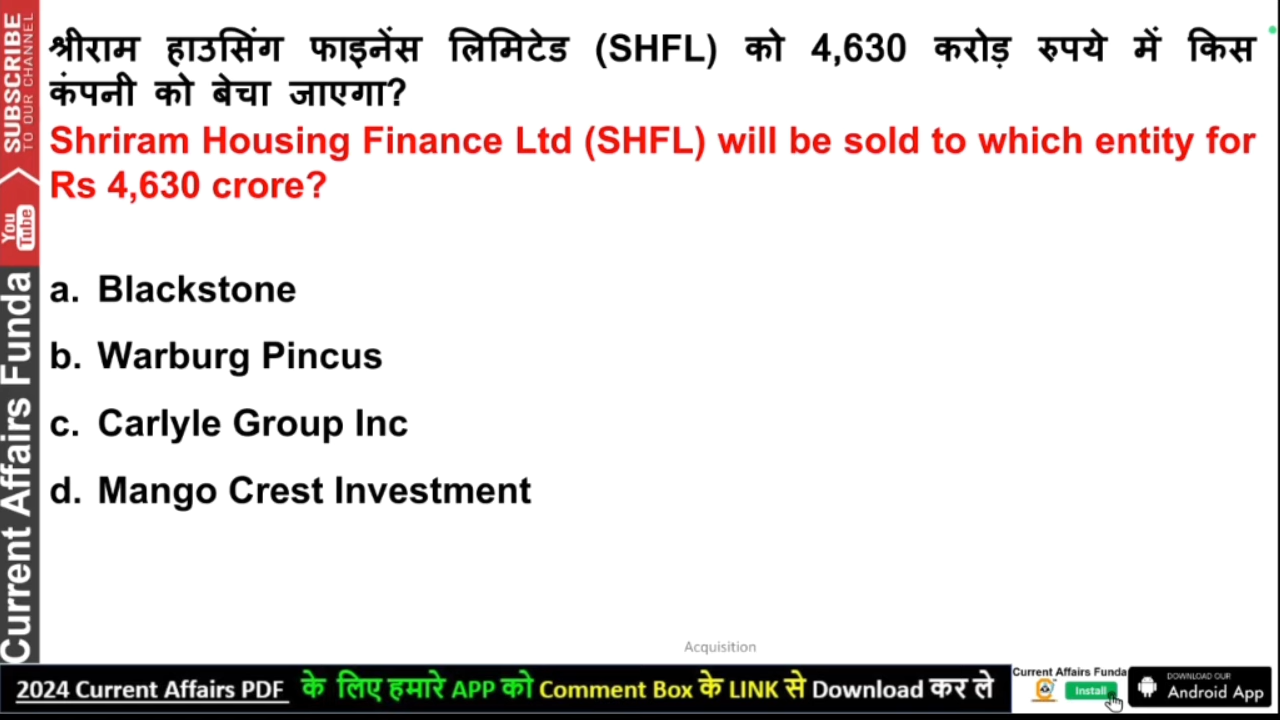 श्रीराम हाउसिंग फाइनेंस लिमिटेड (SHFL) को 4,630 करोड़ रुपये में किस
कंपनी को बेचा जाएगा?
Shriram Housing Finance Ltd (SHFL) will be sold to which entity for
Rs 4,630 crore?
a. Blackstone
b. Warburg Pincus
c. Carlyle Group Inc
d. Mango Crest Investment
Acquisition
SUBSCRIBE
TO OUR CHANNEL
You
Tube
Current Affairs Funda
2024 Current Affairs PDF के लिए हमारे APP को Comment Box के LINK से Download कर ले
Current Affairs Funda
Install
DOWNLOAD OUR
Android App